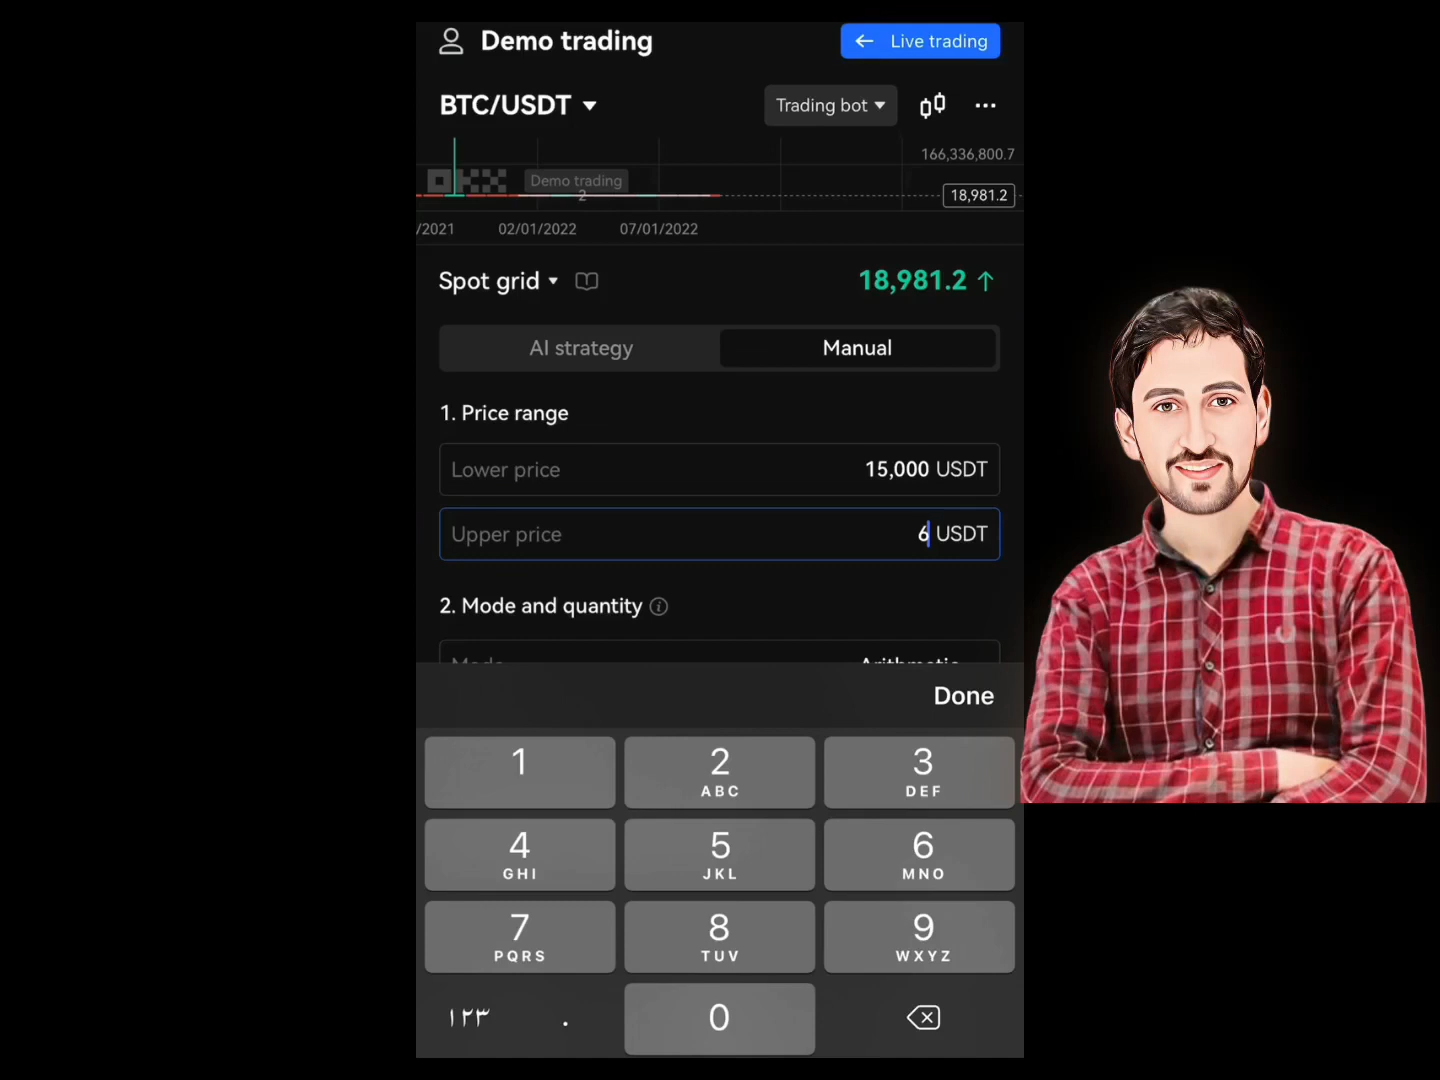 Demo trading
Live trading
BTC/USDT
Trading bot
166,336,800.7
Demo trading
2
18,981.2
/2021 02/01/2022 07/01/2022
Spot grid
18,981.2
AI strategy Manual
1. Price range
Lower price 15,000 USDT
Upper price 6 USDT
2. Mode and quantity
Mode Arithmetic
Done
1 2 3
ABC DEF
4 5 6
GHI JKL MNO
7 8 9
PQRS TUV WXYZ
١٢٣ . 0